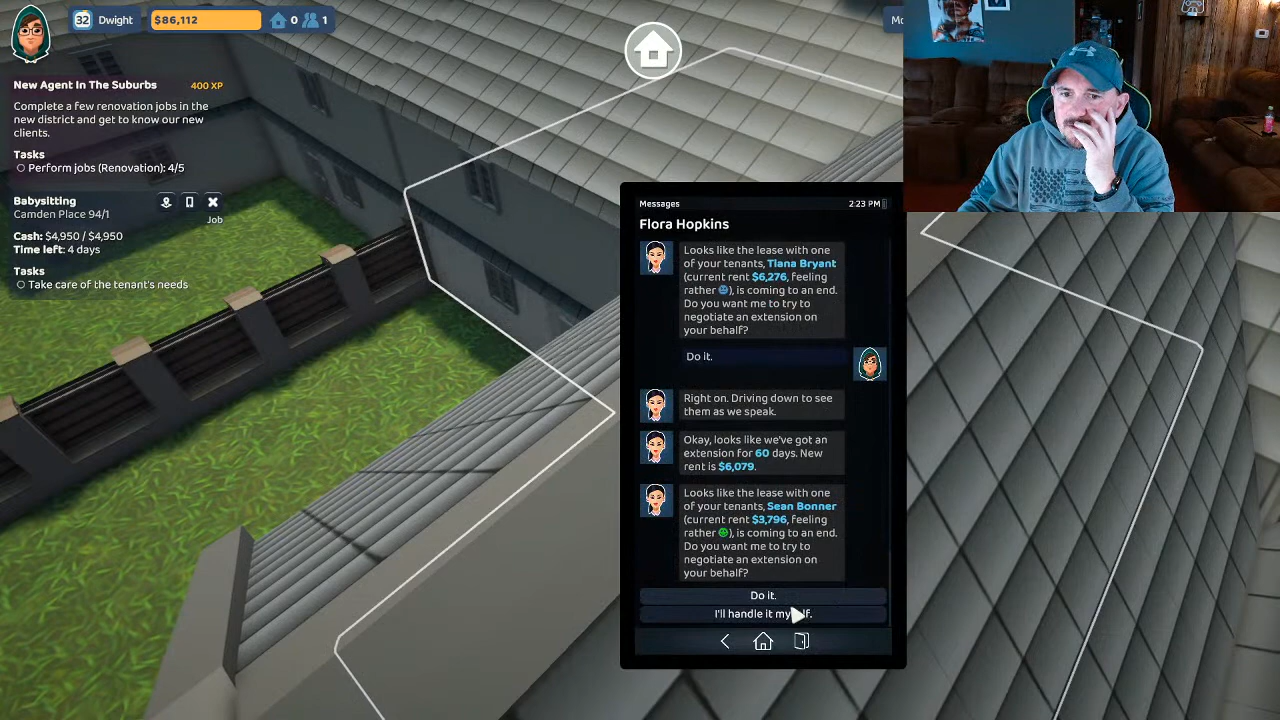 32 Dwight $86,112 0 1
Mo
New Agent In The Suburbs 400 XP
Complete a few renovation jobs in the
new district and get to know our new
clients.
Tasks
Perform jobs (Renovation): 4/5
Babysitting
Camden Place 94/1
Job
Cash: $4,950 / $4,950
Time left: 4 days
Tasks
Take care of the tenant's needs
Messages 2:23 PM
Flora Hopkins
Looks like the lease with one
of your tenants, Tiana Bryant
(current rent $6,276, feeling
rather ), is coming to an end.
Do you want me to try to
negotiate an extension on
your behalf?
Do it.
Right on. Driving down to see
them as we speak.
Okay, looks like we've got an
extension for 60 days. New
rent is $6,079.
Looks like the lease with one
of your tenants, Sean Bonner
(current rent $3,796, feeling
rather ), is coming to an end.
Do you want me to try to
negotiate an extension on
your behalf?
Do it.
I'll handle it myself.